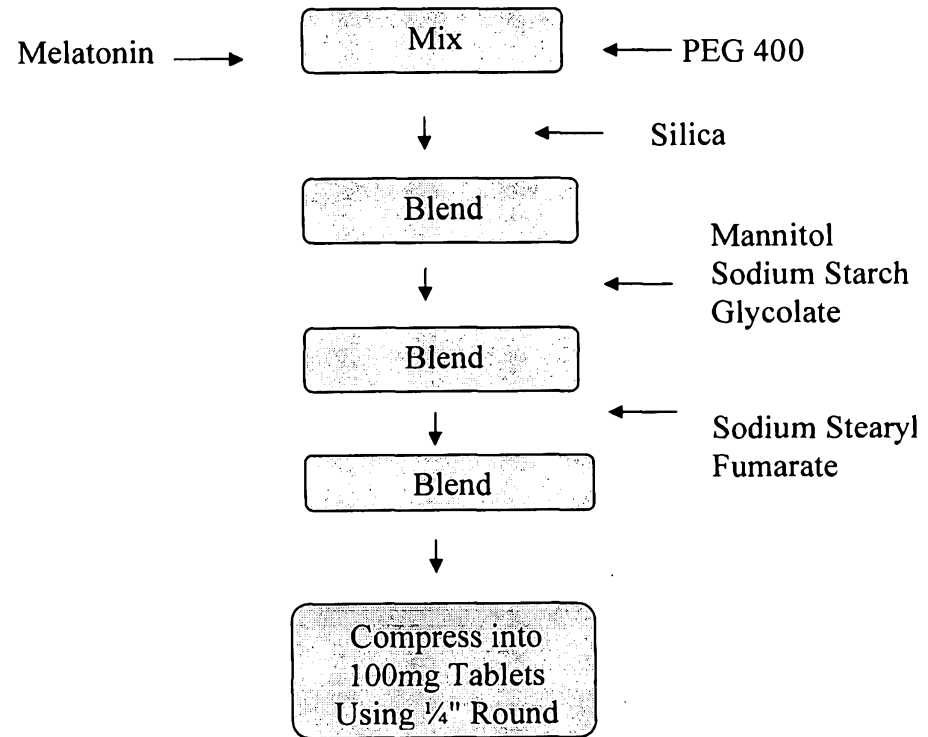 Melatonin
Mix
PEG 400
Silica
Blend
Mannitol
Sodium Starch
Glycolate
Blend
Sodium Stearyl
Fumarate
Blend
Compress into
100mg Tablets
Using ¼" Round